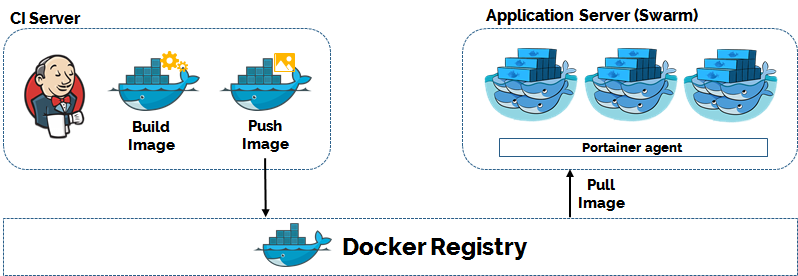 CI Server
Application Server (Swarm)
Build
Image
Push
Image
Portainer agent
Pull
Image
Docker Registry